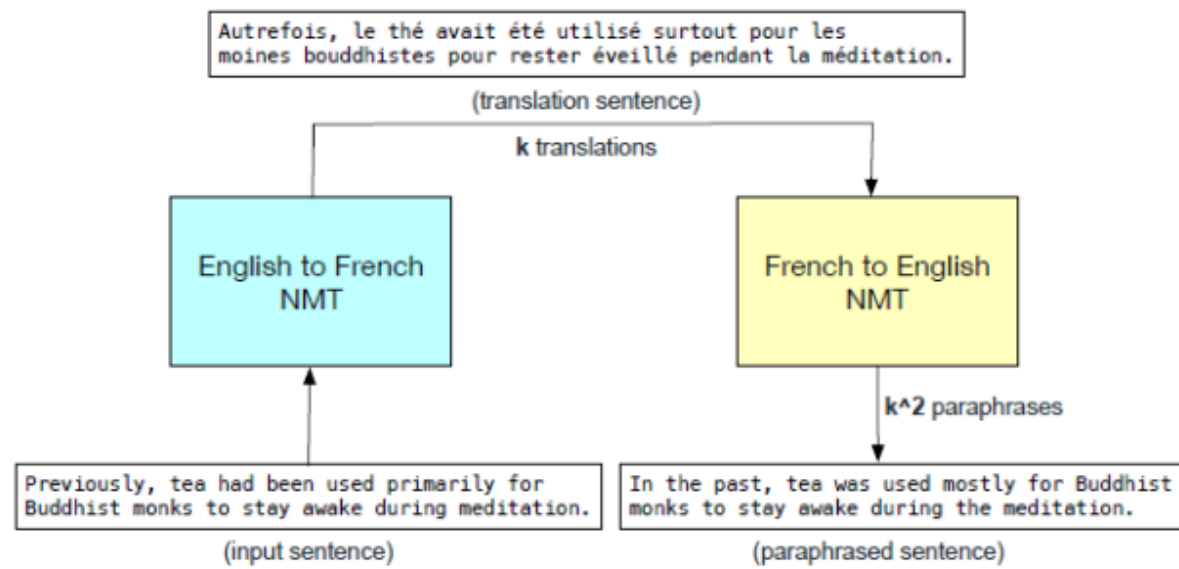 Autrefois, le thé avait été utilisé surtout pour les
moines bouddhistes pour rester éveillé pendant la méditation.
(translation sentence)
k translations
English to French
NMT
French to English
NMT
k^2 paraphrases
Previously, tea had been used primarily for
Buddhist monks to stay awake during meditation.
(input sentence)
In the past, tea was used mostly for Buddhist
monks to stay awake during the meditation.
(paraphrased sentence)